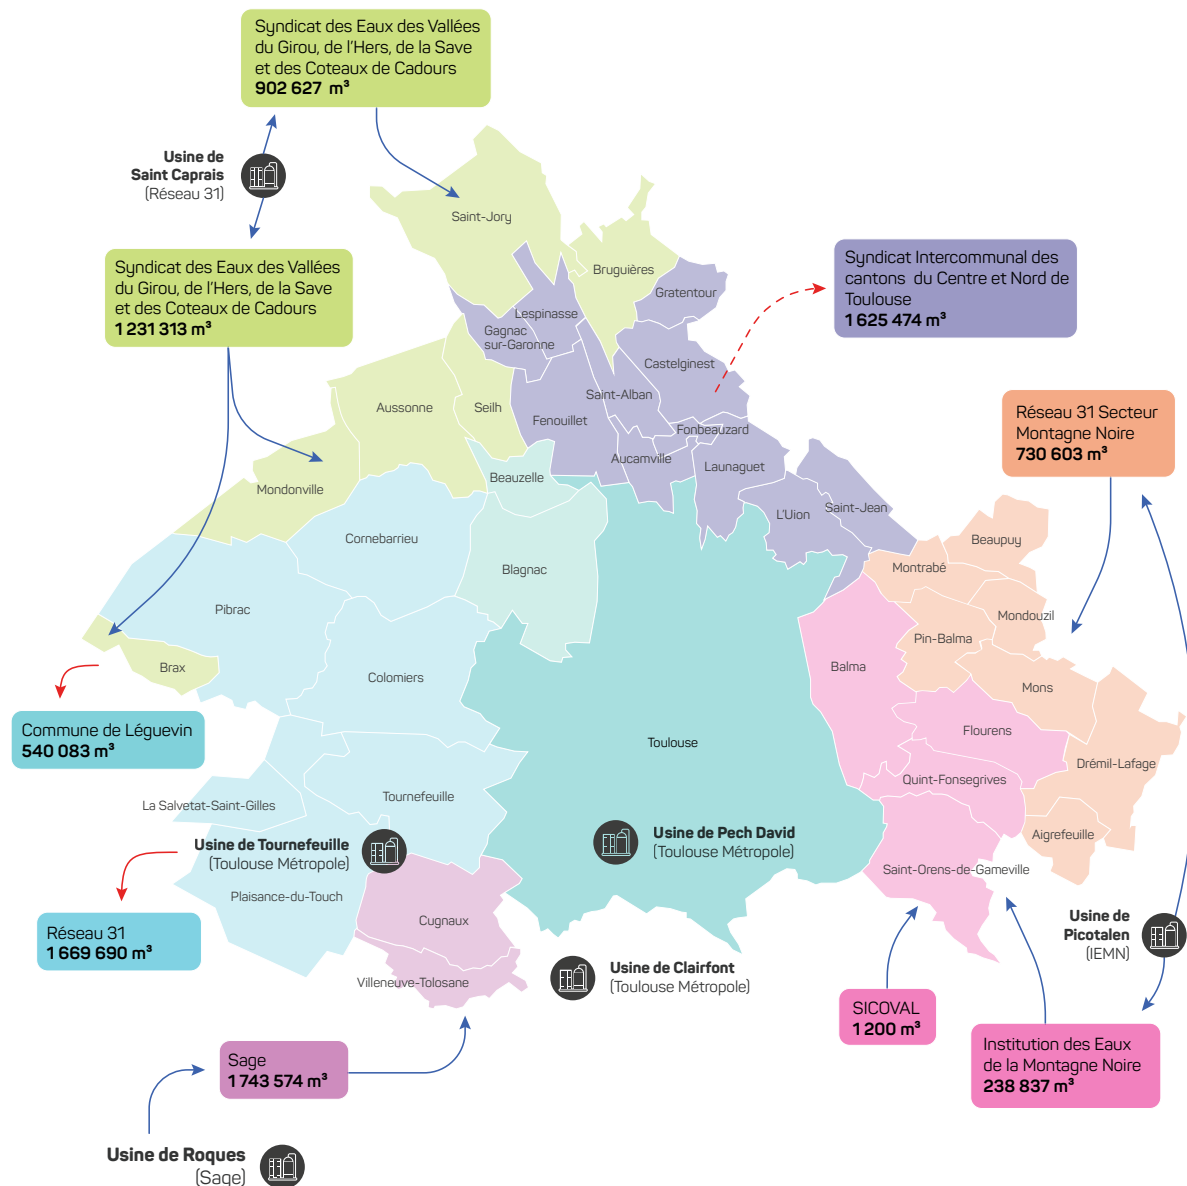 Syndicat des Eaux des Vallées
du Girou, de l'Hers, de la Save
et des Coteaux de Cadours
902 627 m³
Usine de
Saint Caprais
(Réseau 31)
Syndicat des Eaux des Vallées
du Girou, de l'Hers, de la Save
et des Coteaux de Cadours
1 231 313 m³
Syndicat Intercommunal des
cantons du Centre et Nord de
Toulouse
1 625 474 m³
Réseau 31 Secteur
Montagne Noire
730 603 m³
Saint-Jory
Bruguières
Gratentour
Lespinasse
Gagnac
sur-Garonne
Castelginest
Saint-Alban
Aussonne
Seilh
Fenouillet
Fonbeauzard
Aucamville
Launaguet
Beauzelle
Mondonville
L'Uion
Saint-Jean
Cornebarrieu
Beaupuy
Blagnac
Montrabé
Pibrac
Mondouzil
Pin-Balma
Brax
Balma
Colomiers
Mons
Commune de Léguevin
540 083 m³
Toulouse
Flourens
Drémil-Lafage
Quint-Fonsegrives
La Salvetat-Saint-Gilles
Tournefeuille
Usine de Tournefeuille
(Toulouse Métropole)
Usine de Pech David
(Toulouse Métropole)
Aigrefeuille
Saint-Orens-de-Gameville
Plaisance-du-Touch
Cugnaux
Réseau 31
1 669 690 m³
Usine de
Picotalen
(IEMN)
Villeneuve-Tolosane
Usine de Clairfont
(Toulouse Métropole)
SICOVAL
1 200 m³
Institution des Eaux
de la Montagne Noire
238 837 m³
Sage
1 743 574 m³
Usine de Roques
(Sage)